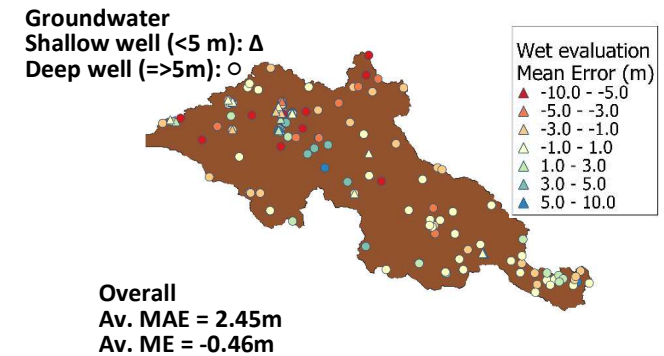 Groundwater
Shallow well (<5 m): Δ
Deep well (=>5m): ○
Wet evaluation
Mean Error (m)
-10.0 - -5.0
-5.0 - -3.0
-3.0 - -1.0
-1.0 - 1.0
1.0 - 3.0
3.0 - 5.0
5.0 - 10.0
Overall
Av. MAE = 2.45m
Av. ME = -0.46m